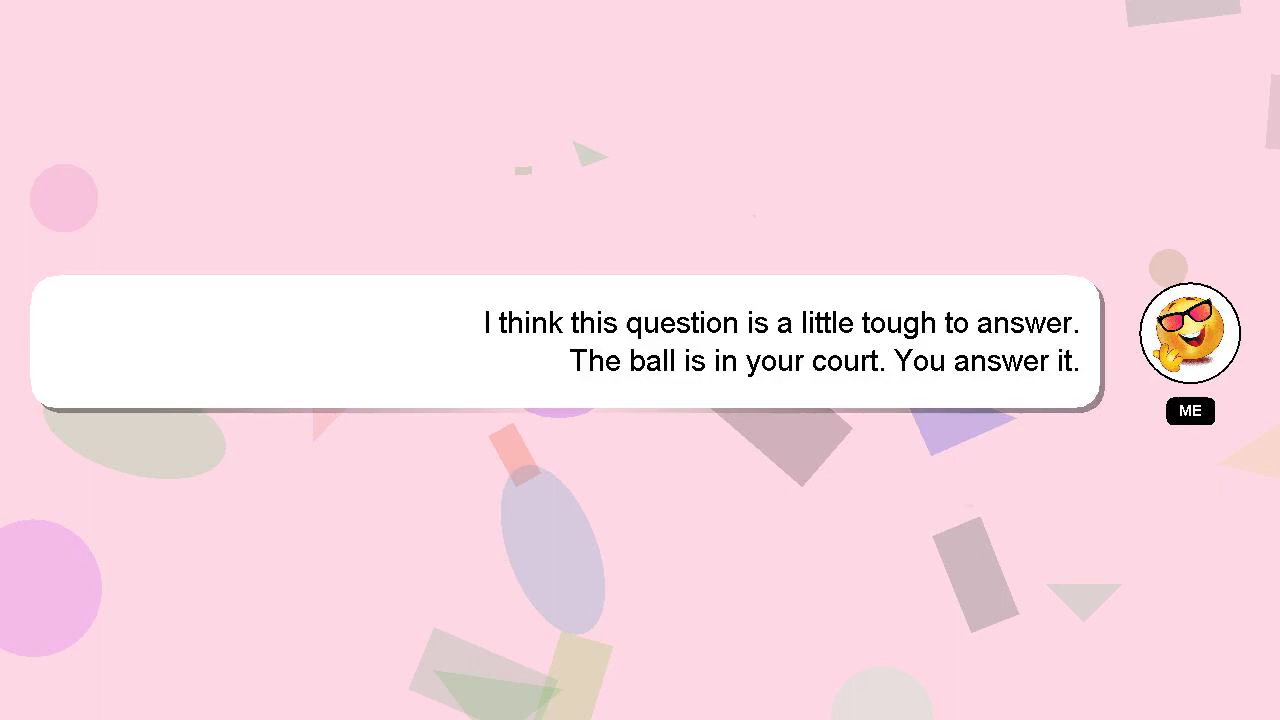 I think this question is a little tough to answer.
The ball is in your court. You answer it.
ME